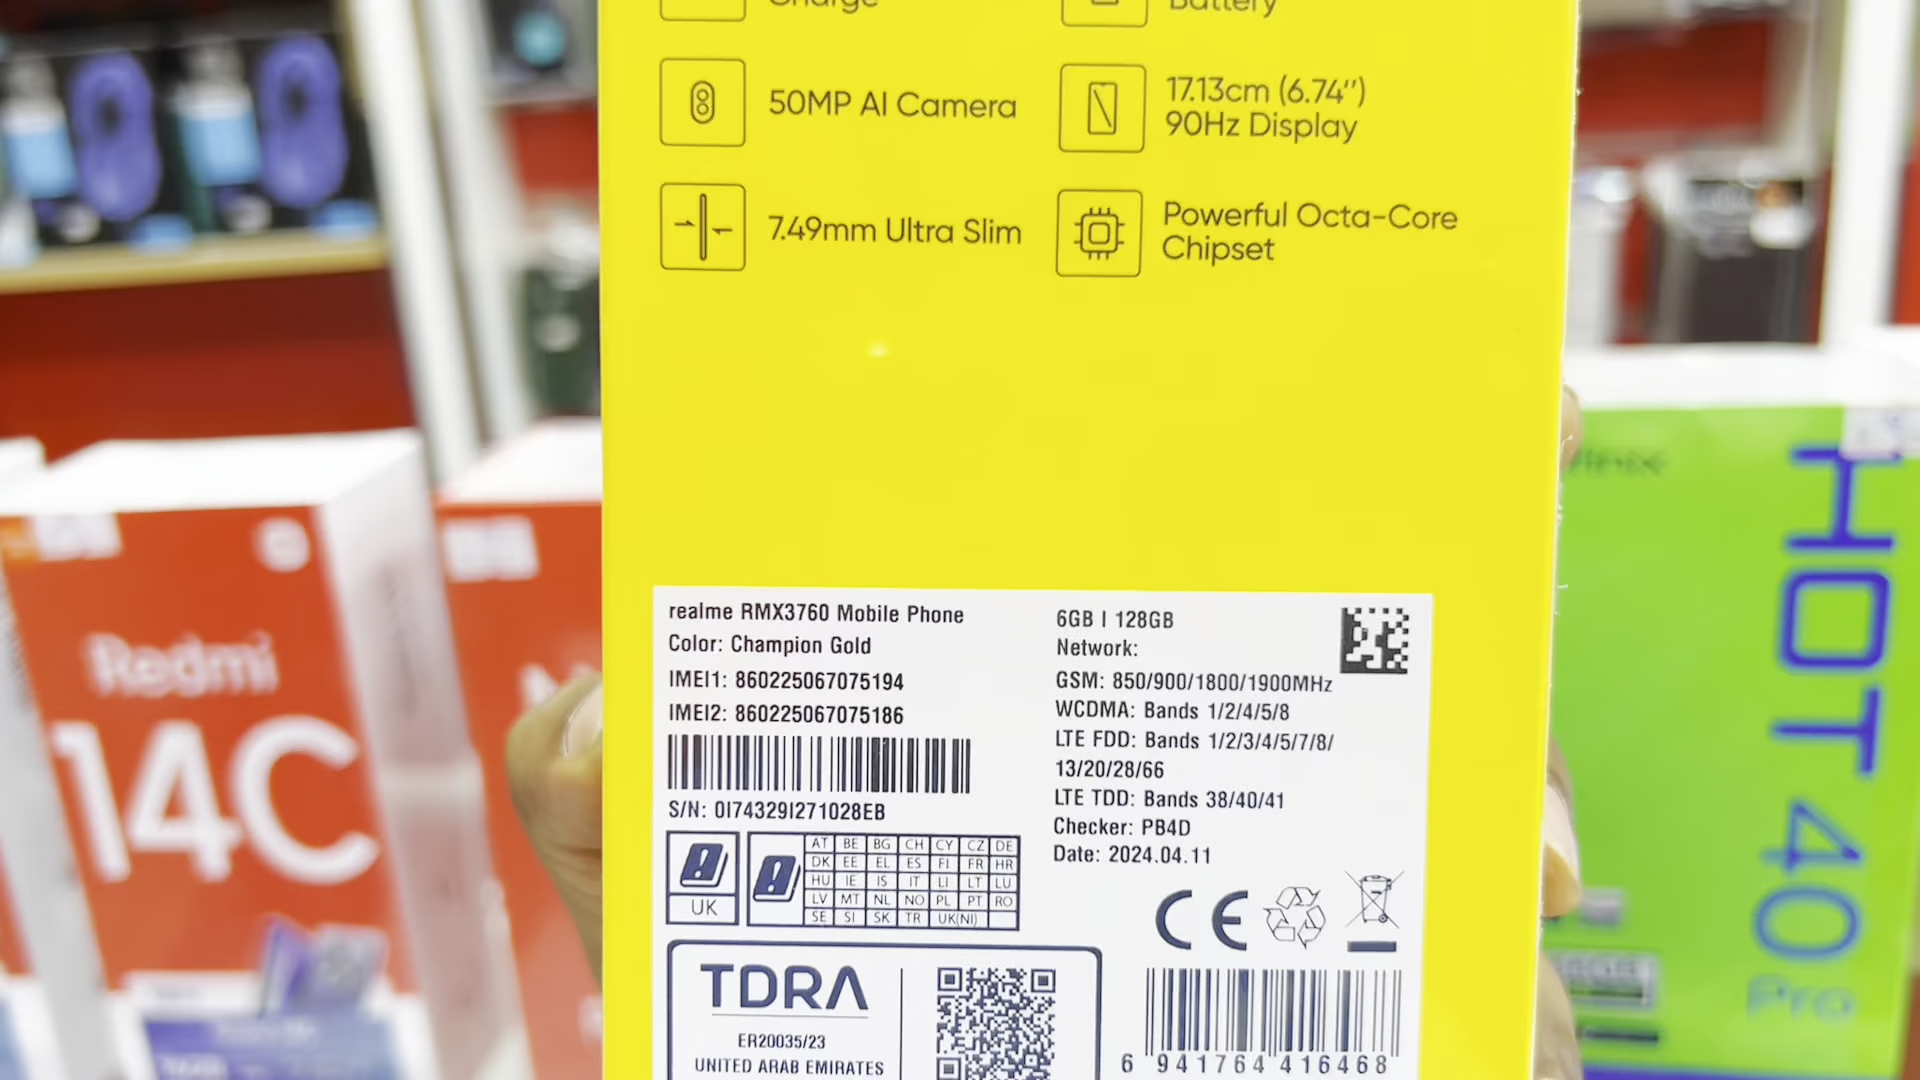 Charge
Battery
50MP AI Camera
17.13cm (6.74'')
90Hz Display
7.49mm Ultra Slim
Powerful Octa-Core
Chipset
realme RMX3760 Mobile Phone
Color: Champion Gold
IMEI1: 860225067075194
IMEI2: 860225067075186
S/N: 0I74329I271028EB
UK
AT BE BG CH CY CZ DE
DK EE EL ES FI FR HR
HU IE IS IT LI LT LU
LV MT NL NO PL PT RO
SE SI SK TR UK(NI)
6GB | 128GB
Network:
GSM: 850/900/1800/1900MHz
WCDMA: Bands 1/2/4/5/8
LTE FDD: Bands 1/2/3/4/5/7/8/
13/20/28/66
LTE TDD: Bands 38/40/41
Checker: PB4D
Date: 2024.04.11
CE
TDRA
ER20035/23
UNITED ARAB EMIRATES
6 941764 416468
Redmi
14C
HOT 40
Pro